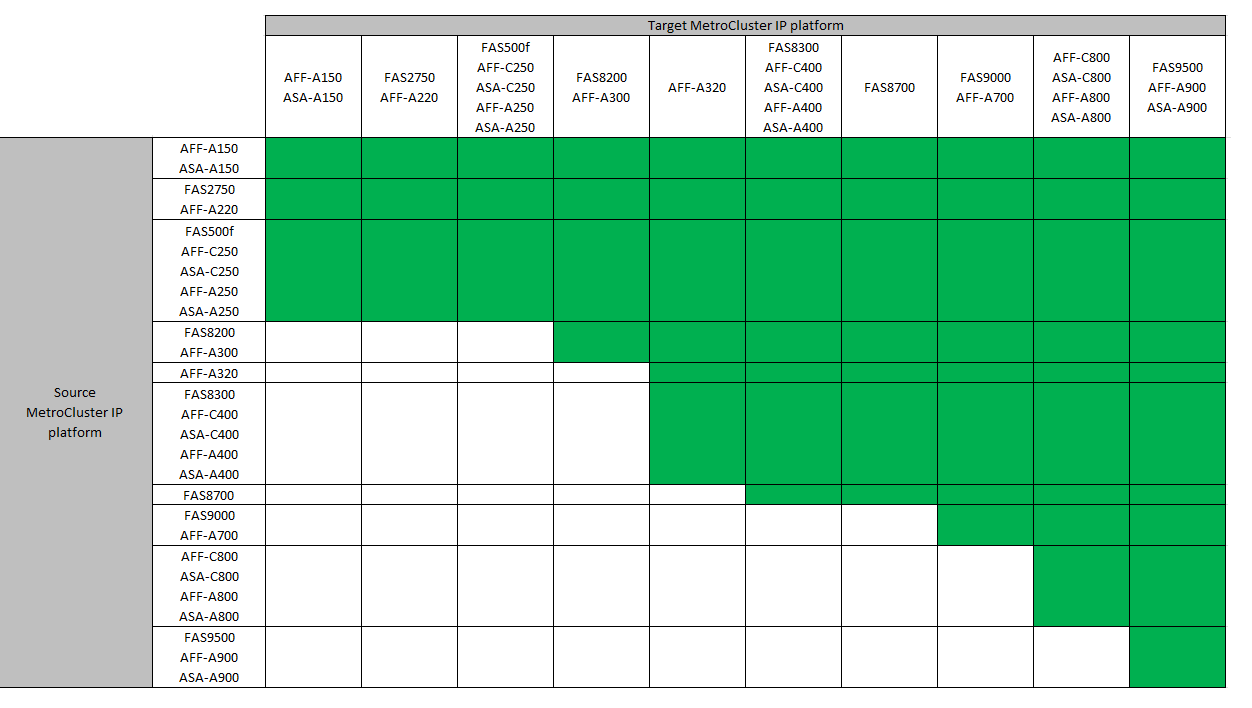 Target MetroCluster IP platform
AFF-A150
ASA-A150
FAS2750
AFF-A220
FAS500f
AFF-C250
ASA-C250
AFF-A250
ASA-A250
FAS8200
AFF-A300
AFF-A320
FAS8300
AFF-C400
ASA-C400
AFF-A400
ASA-A400
FAS8700
FAS9000
AFF-A700
AFF-C800
ASA-C800
AFF-A800
ASA-A800
FAS9500
AFF-A900
ASA-A900
Source
MetroCluster IP
platform
AFF-A150
ASA-A150
FAS2750
AFF-A220
FAS500f
AFF-C250
ASA-C250
AFF-A250
ASA-A250
FAS8200
AFF-A300
AFF-A320
FAS8300
AFF-C400
ASA-C400
AFF-A400
ASA-A400
FAS8700
FAS9000
AFF-A700
AFF-C800
ASA-C800
AFF-A800
ASA-A800
FAS9500
AFF-A900
ASA-A900